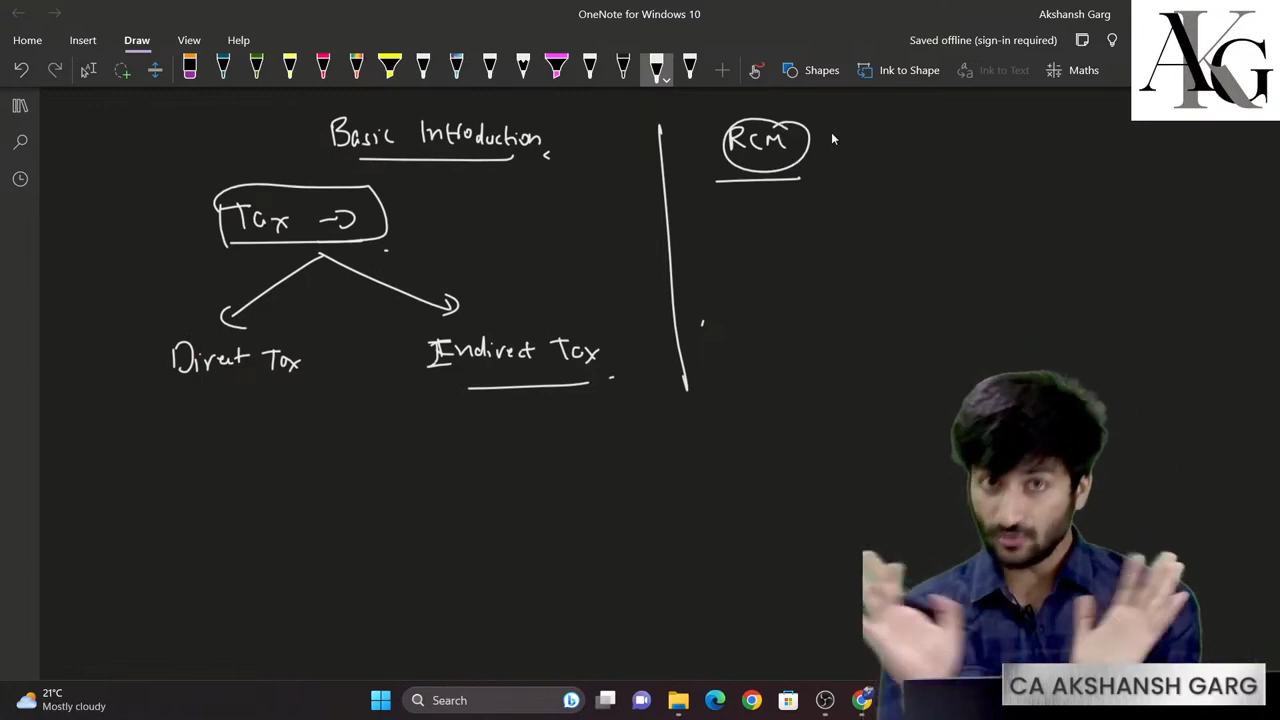 OneNote for Windows 10
Akshansh Garg
Home Insert Draw View Help
Saved offline (sign-in required)
Shapes
Ink to Shape
Ink to Text
Maths
AKG
Basic Introduction
RCM
Tax
Direct Tax
Indirect Tax
CA AKSHANSH GARG
21°C
Mostly cloudy
Search